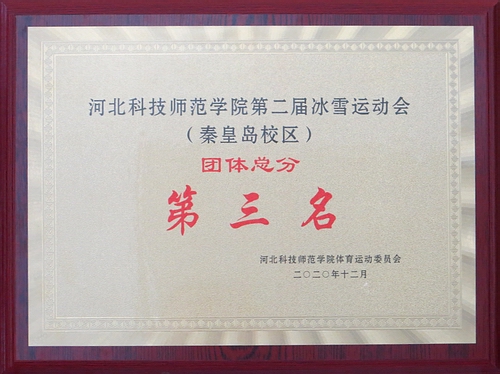 河北科技师范学院第二届冰雪运动会
（秦皇岛校区）
团体总分
第三名
河北科技师范学院体育运动委员会
二〇二〇年十二月